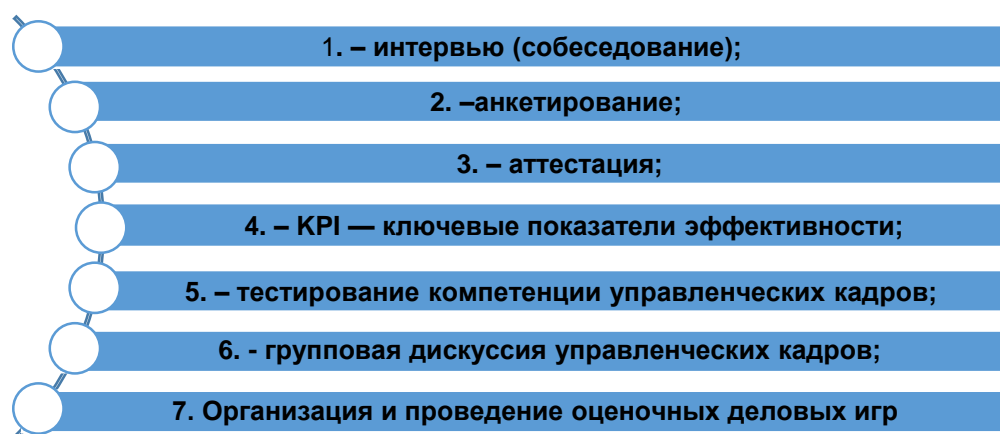 1. – интервью (собеседование);
2. –анкетирование;
3. – аттестация;
4. – KPI — ключевые показатели эффективности;
5. – тестирование компетенции управленческих кадров;
6. - групповая дискуссия управленческих кадров;
7. Организация и проведение оценочных деловых игр